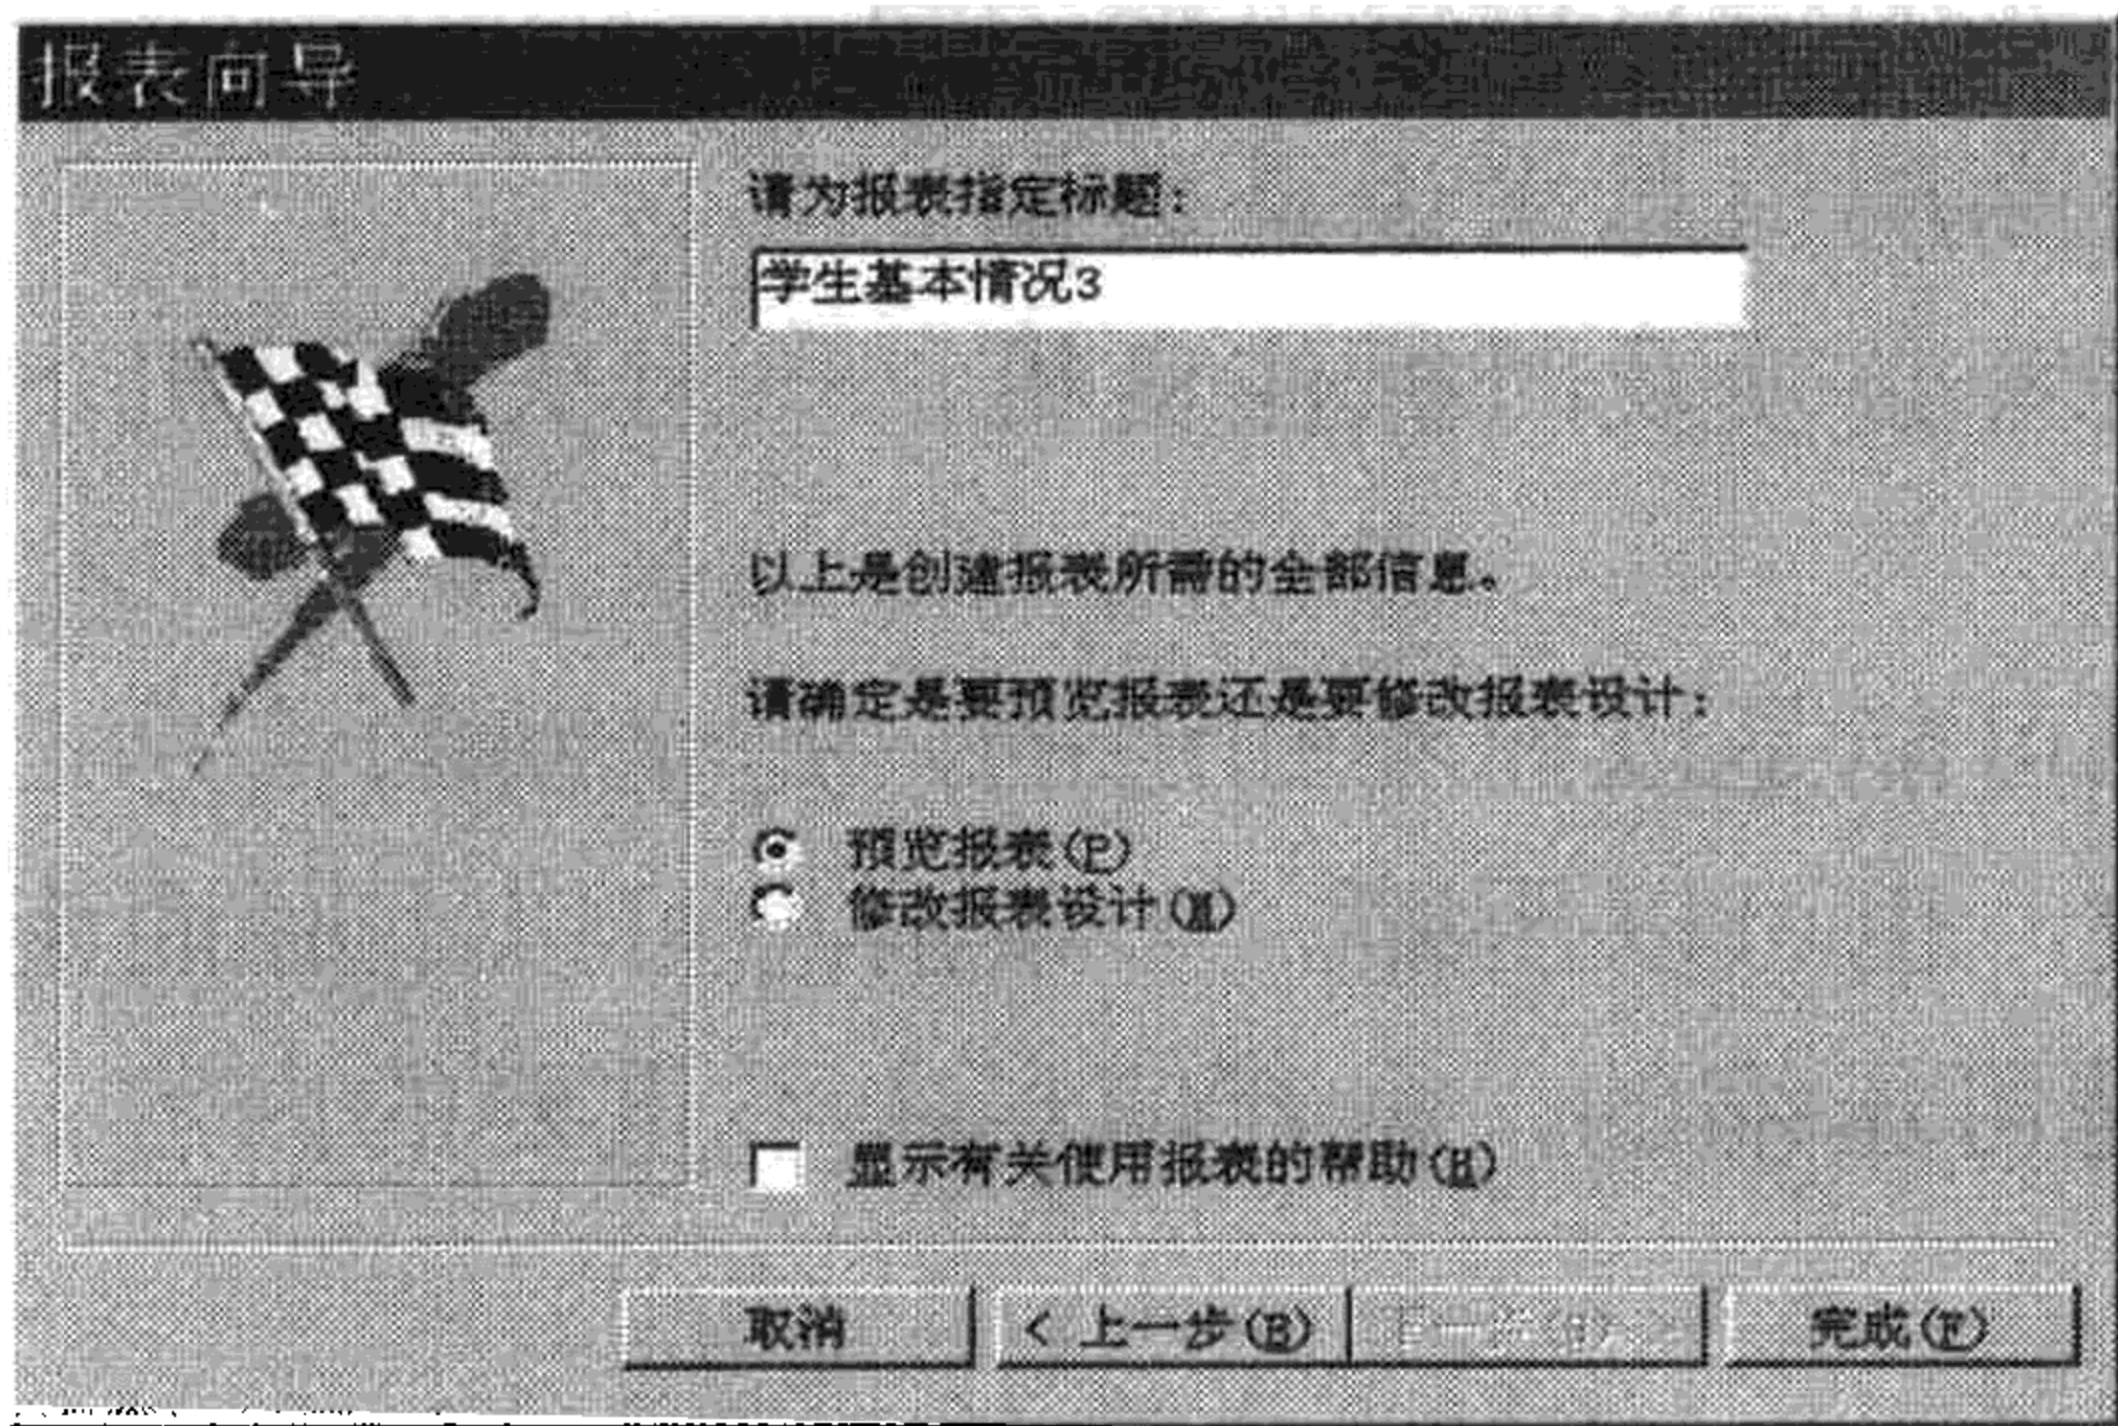 报表向导
请为报表指定标题:
学生基本情况3
以上是创建报表所需的全部信息。
请确定是要预览报表还是要修改报表设计:
预览报表(P)
修改报表设计(M)
显示有关使用报表的帮助(H)
取消
< 上一步(B)
完成(F)